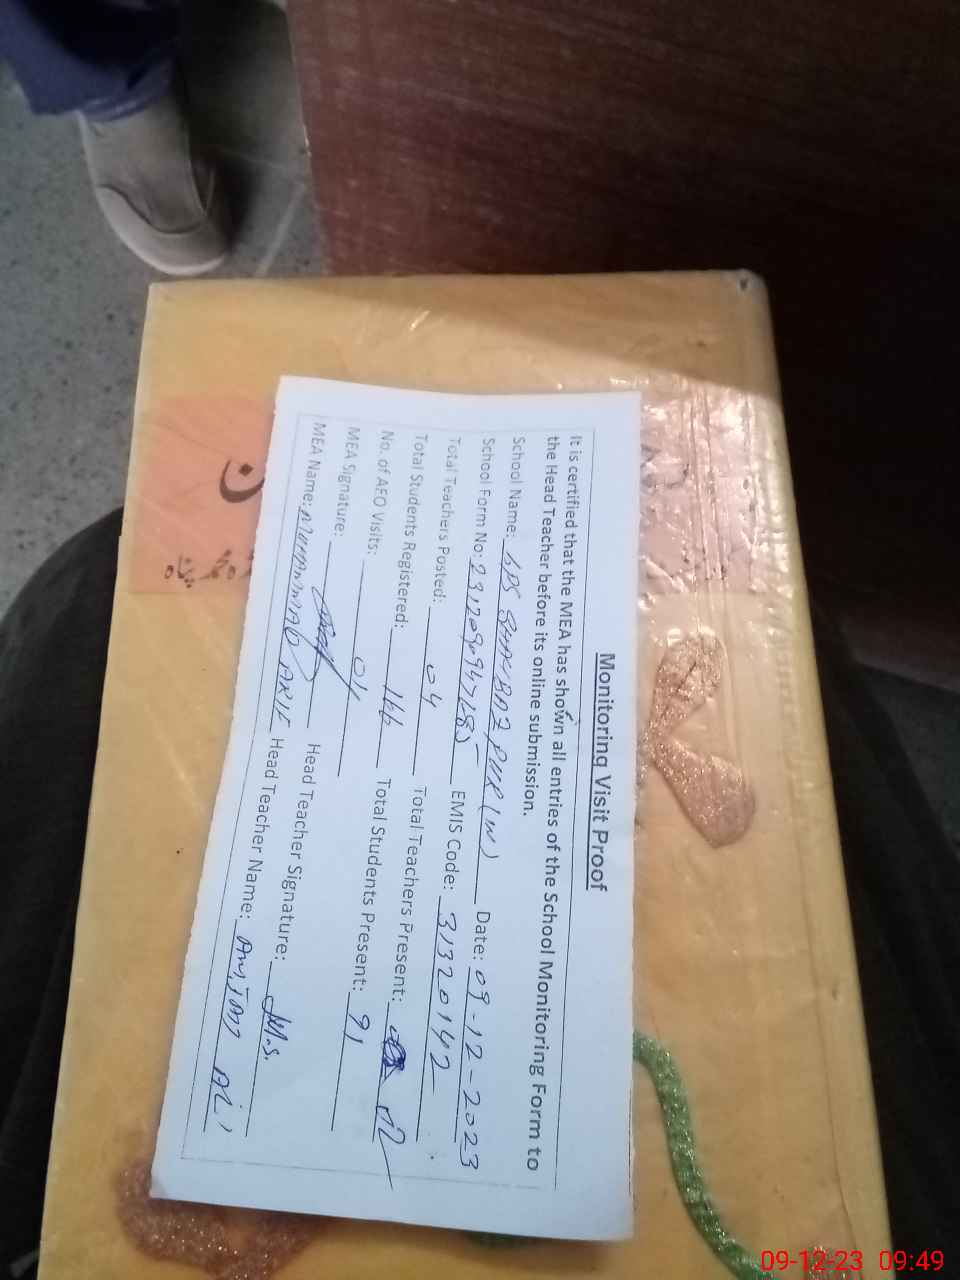 Monitoring Visit Proof
It is certified that the MEA has shown all entries of the School Monitoring Form to
the Head Teacher before its online submission.
School Name: GPS SHAHBAZ PUR (W) Date: 09-12-2023
School Form No: EMIS Code: 31320142
Total Teachers Posted: 04 Total Teachers Present: 02
Total Students Registered: 166 Total Students Present: 91
No. of AEO Visits: 04
MEA Signature: Head Teacher Signature:
MEA Name: MUHAMMAD ARIF Head Teacher Name: AMJAD Ali
ن
09-12-23 09:49